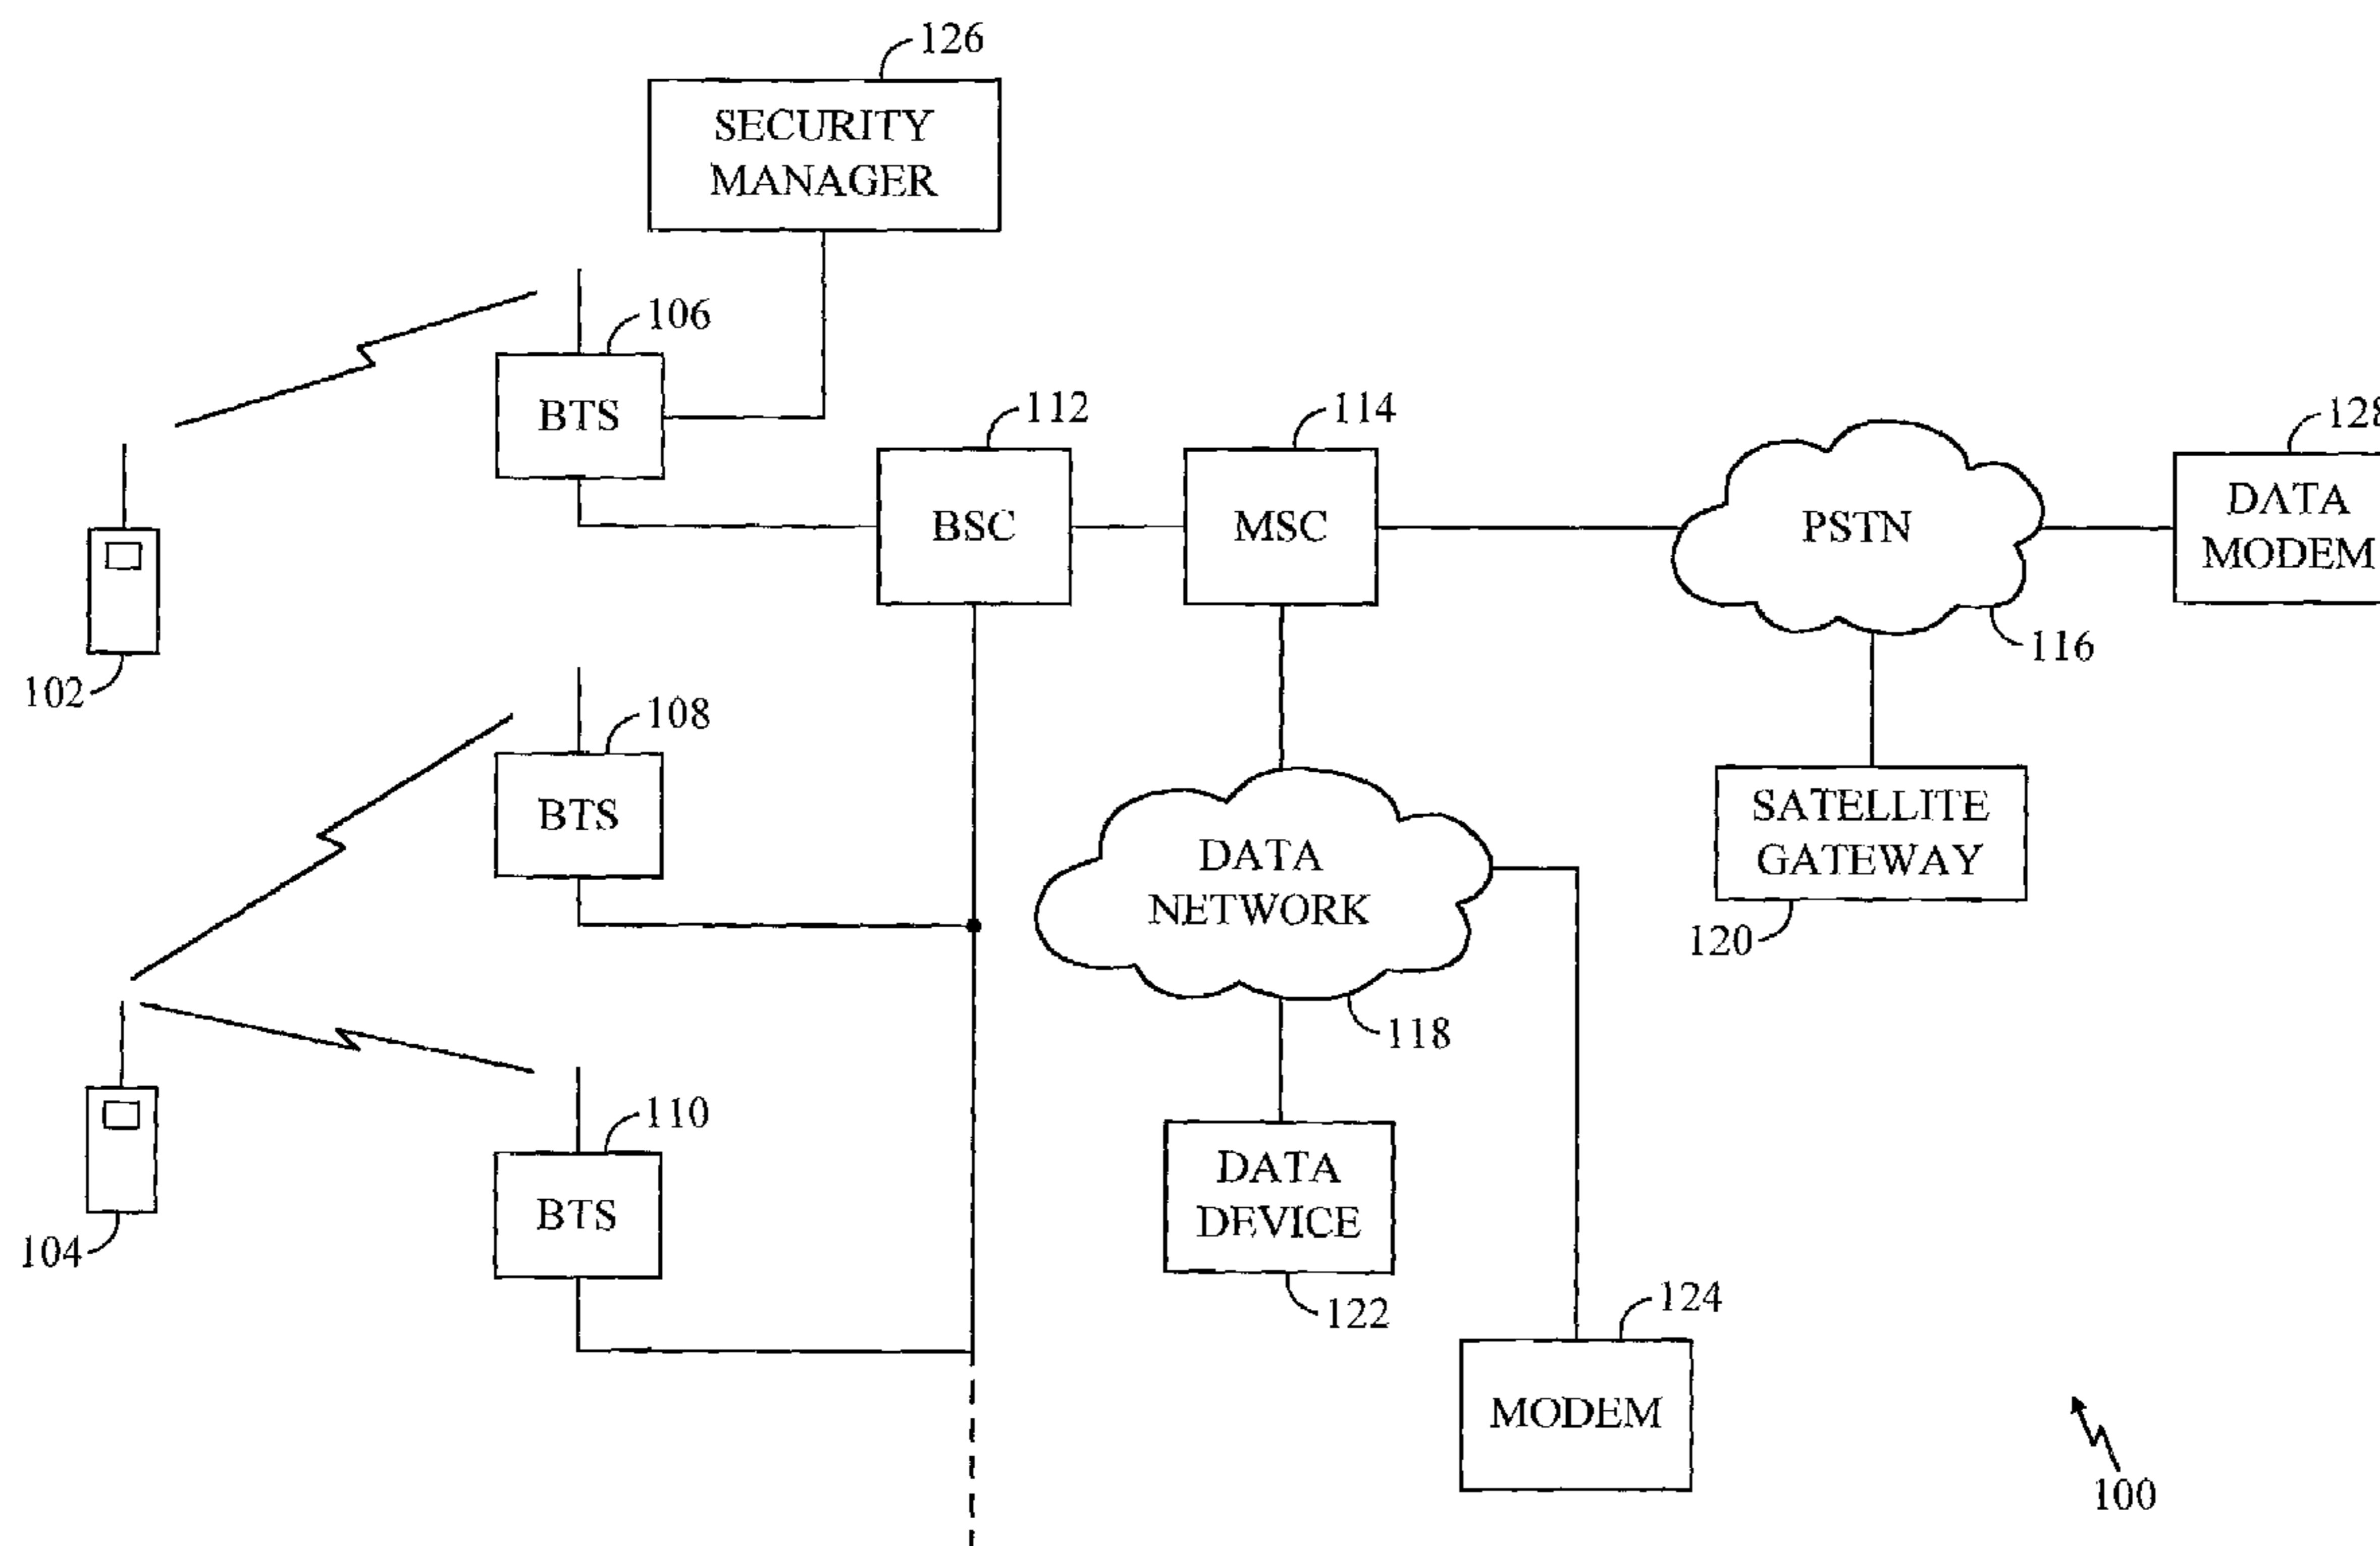 126
SECURITY
MANAGER
106
BTS
112
114
128
BSC
MSC
PSTN
DATA
MODEM
116
102
108
BTS
DATA
NETWORK
SATELLITE
GATEWAY
120
118
110
BTS
104
DATA
DEVICE
122
124
MODEM
100